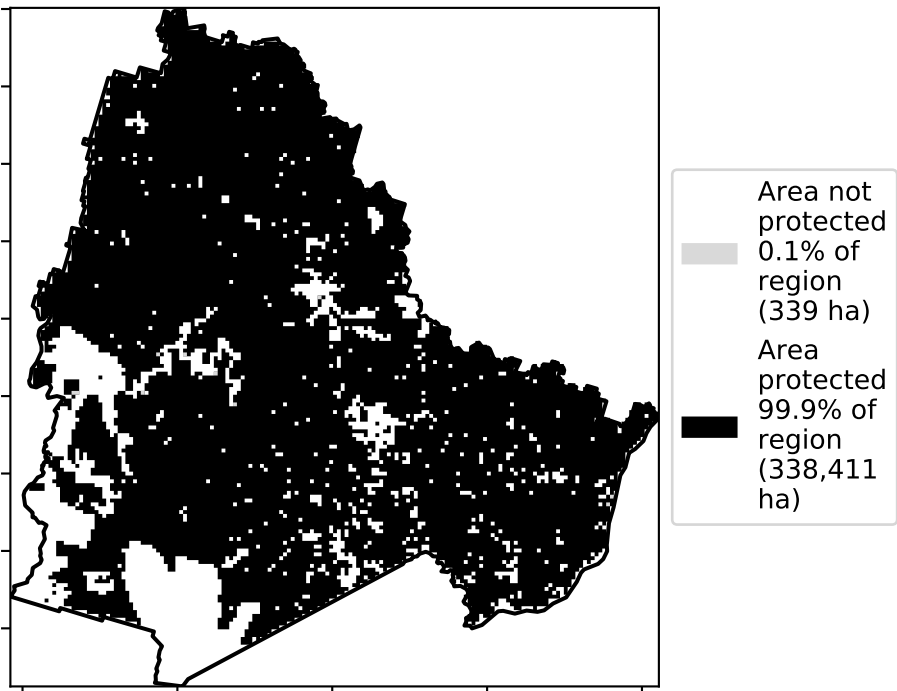 Area not
protected
0.1% of
region
(339 ha)
Area
protected
99.9% of
region
(338,411
ha)